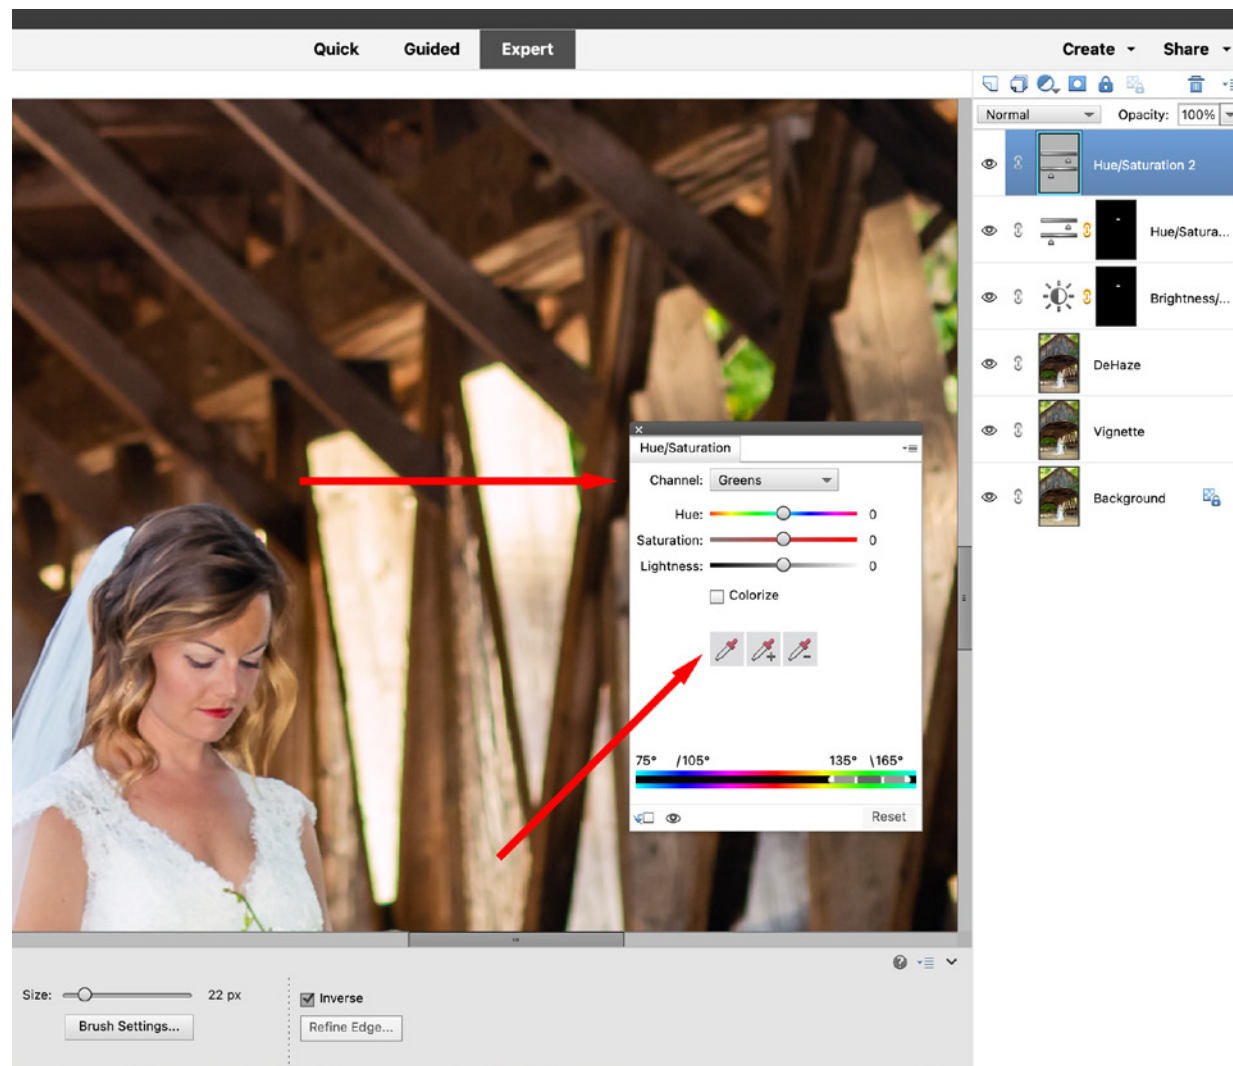 Quick Guided Expert Create Share
Normal Opacity: 100%
Hue/Saturation 2
Hue/Satura...
Brightness/...
DeHaze
Vignette
Background
Hue/Saturation
Channel: Greens
Hue: 0
Saturation: 0
Lightness: 0
Colorize
75° /105° 135° \165°
Reset
Size: 22 px Inverse
Brush Settings... Refine Edge...